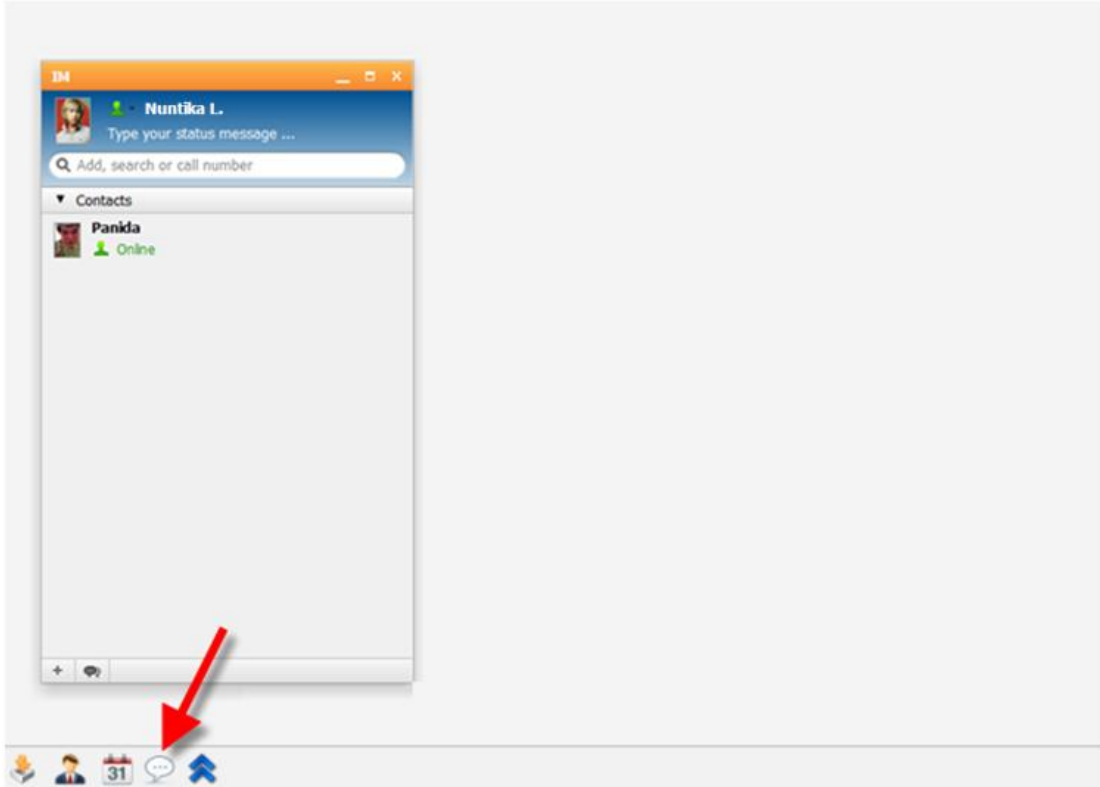 IM
Nuntika L.
Type your status message ...
Add, search or call number
Contacts
Panida
Online
31